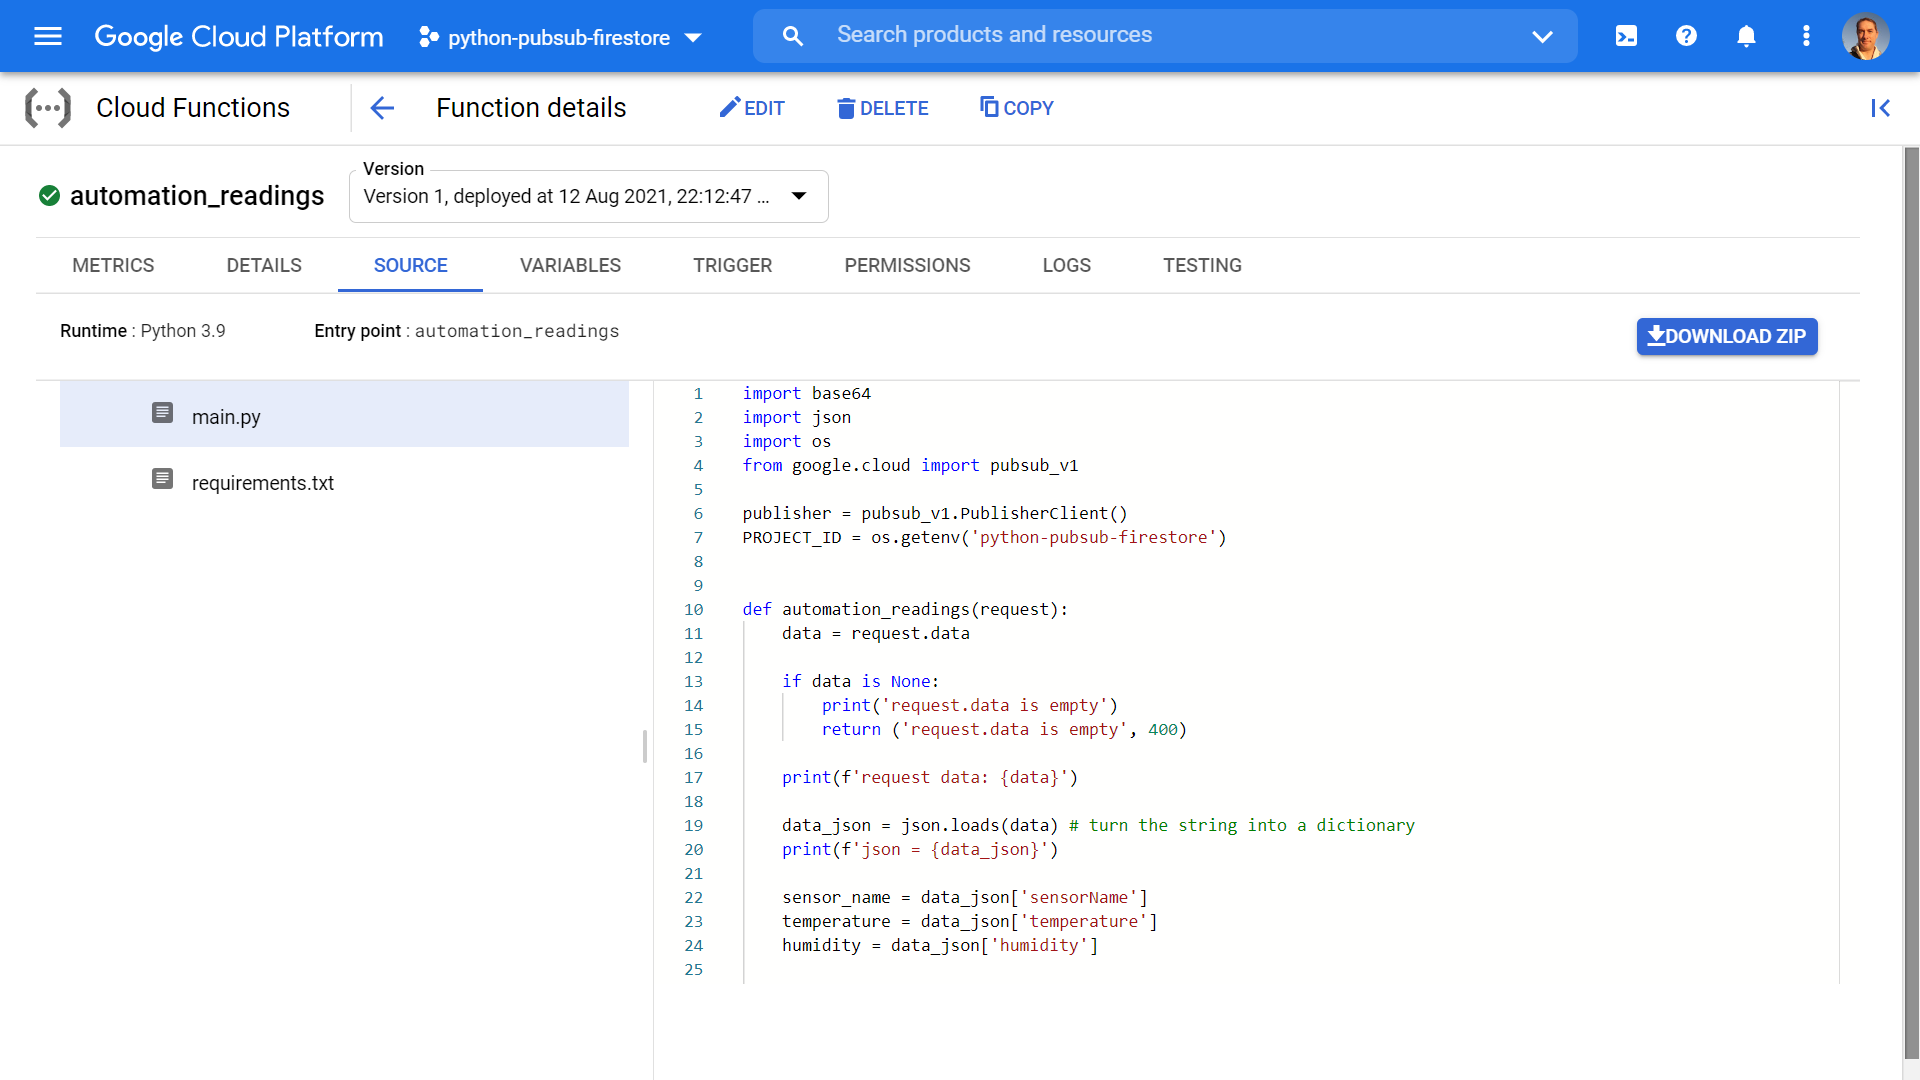 Google Cloud Platform python-pubsub-firestore Search products and resources
Cloud Functions Function details EDIT DELETE COPY
automation_readings Version
Version 1, deployed at 12 Aug 2021, 22:12:47 ...
METRICS DETAILS SOURCE VARIABLES TRIGGER PERMISSIONS LOGS TESTING
Runtime : Python 3.9 Entry point : automation_readings DOWNLOAD ZIP
main.py
requirements.txt
1 import base64
2 import json
3 import os
4 from google.cloud import pubsub_v1
5
6 publisher = pubsub_v1.PublisherClient()
7 PROJECT_ID = os.getenv('python-pubsub-firestore')
8
9
10 def automation_readings(request):
11     data = request.data
12
13     if data is None:
14         print('request.data is empty')
15         return ('request.data is empty', 400)
16
17     print(f'request data: {data}')
18
19     data_json = json.loads(data) # turn the string into a dictionary
20     print(f'json = {data_json}')
21
22     sensor_name = data_json['sensorName']
23     temperature = data_json['temperature']
24     humidity = data_json['humidity']
25